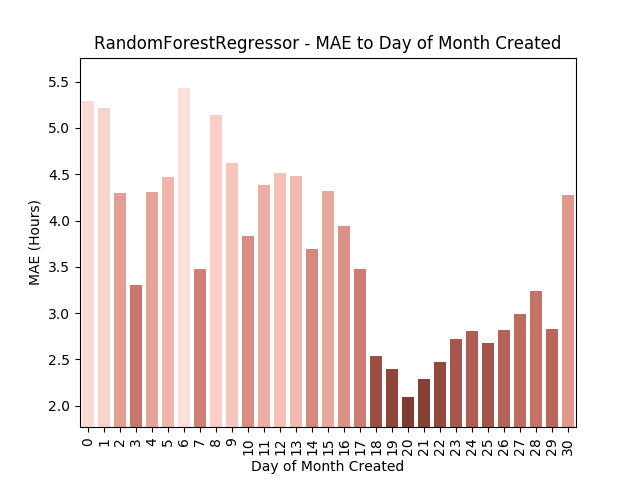 RandomForestRegressor - MAE to Day of Month Created
5.5
5.0
4.5
4.0
3.5
3.0
2.5
2.0
MAE (Hours)
0 1 2 3 4 5 6 7 8 9 10 11 12 13 14 15 16 17 18 19 20 21 22 23 24 25 26 27 28 29 30
Day of Month Created